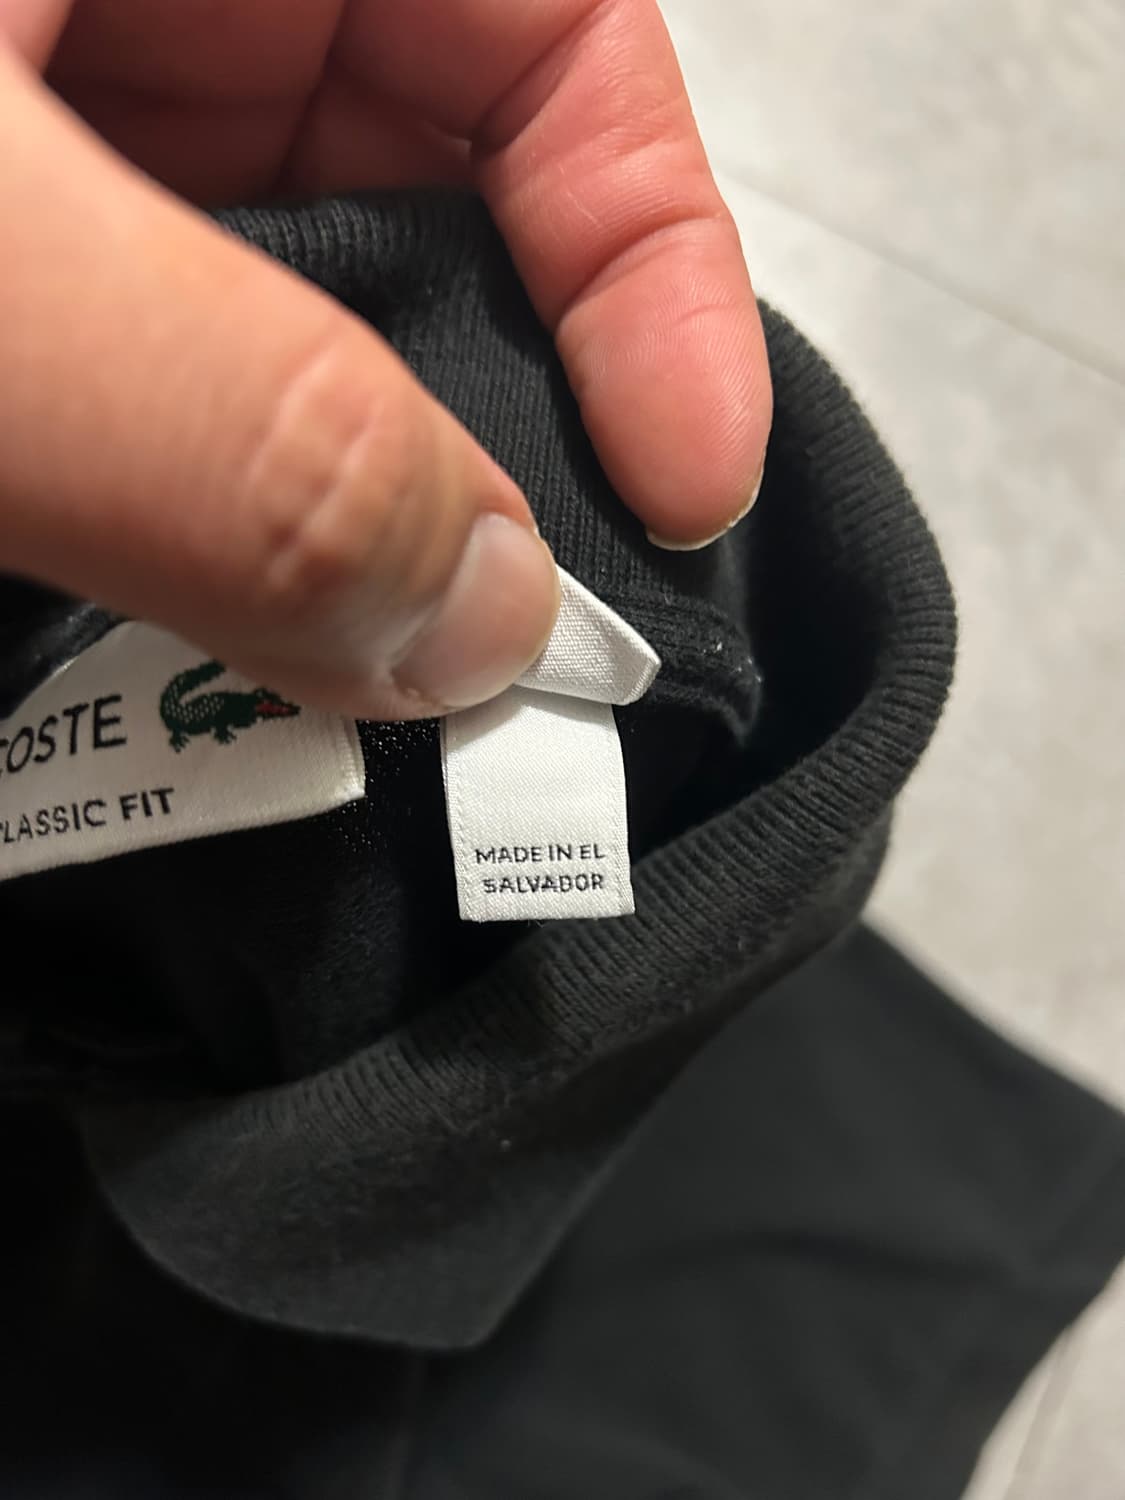 COSTE
CLASSIC FIT
MADE IN EL
SALVADOR